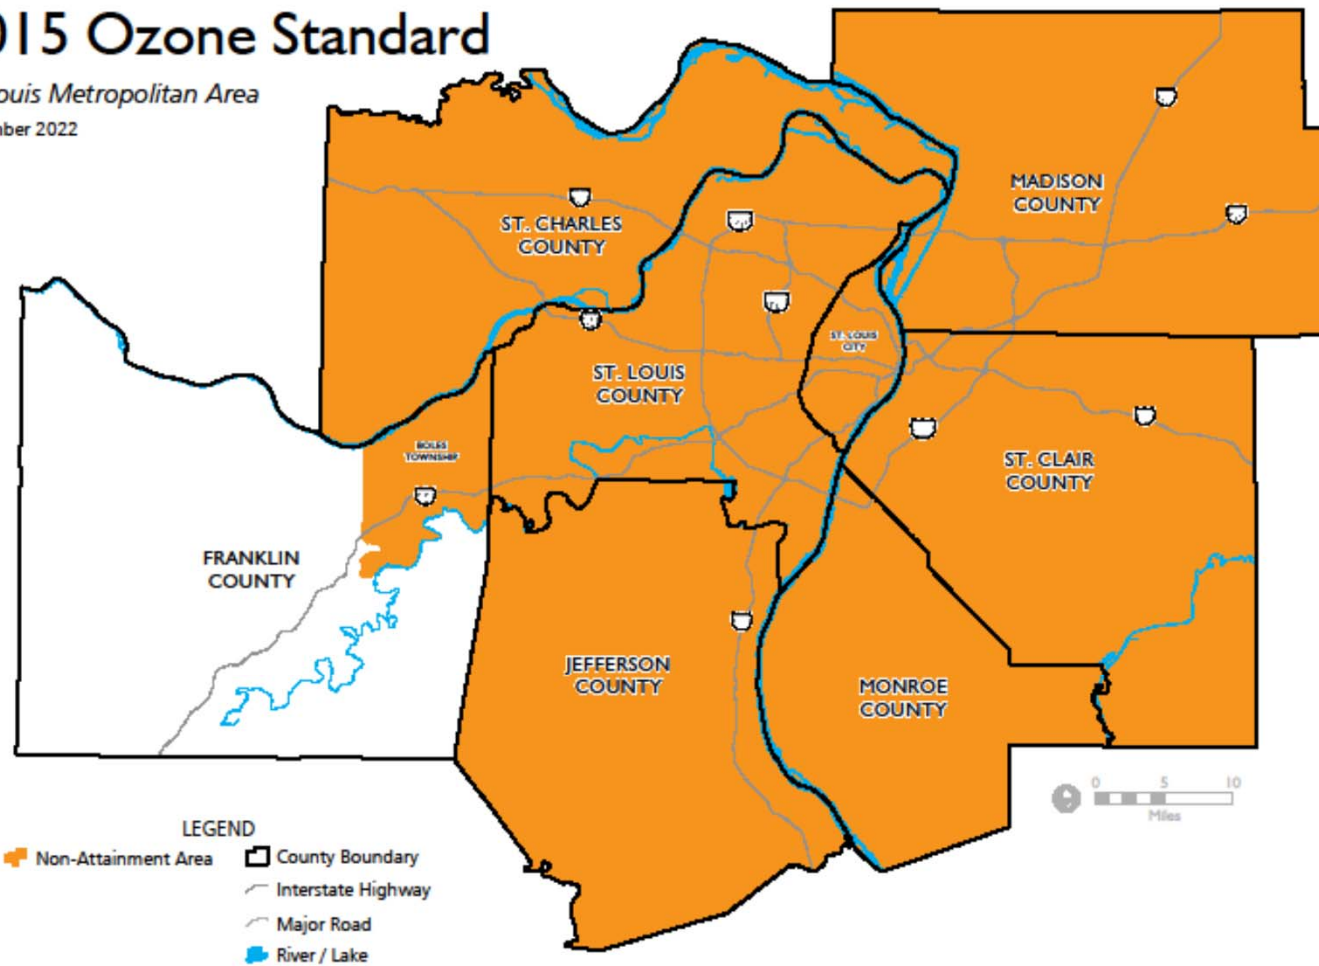 015 Ozone Standard
ouis Metropolitan Area
ber 2022
MADISON
COUNTY
ST. CHARLES
COUNTY
ST. LOUIS
CITY
ST. LOUIS
COUNTY
BOLES
TOWNSHIP
ST. CLAIR
COUNTY
FRANKLIN
COUNTY
JEFFERSON
COUNTY
MONROE
COUNTY
0 5 10
Miles
LEGEND
Non-Attainment Area
County Boundary
Interstate Highway
Major Road
River / Lake